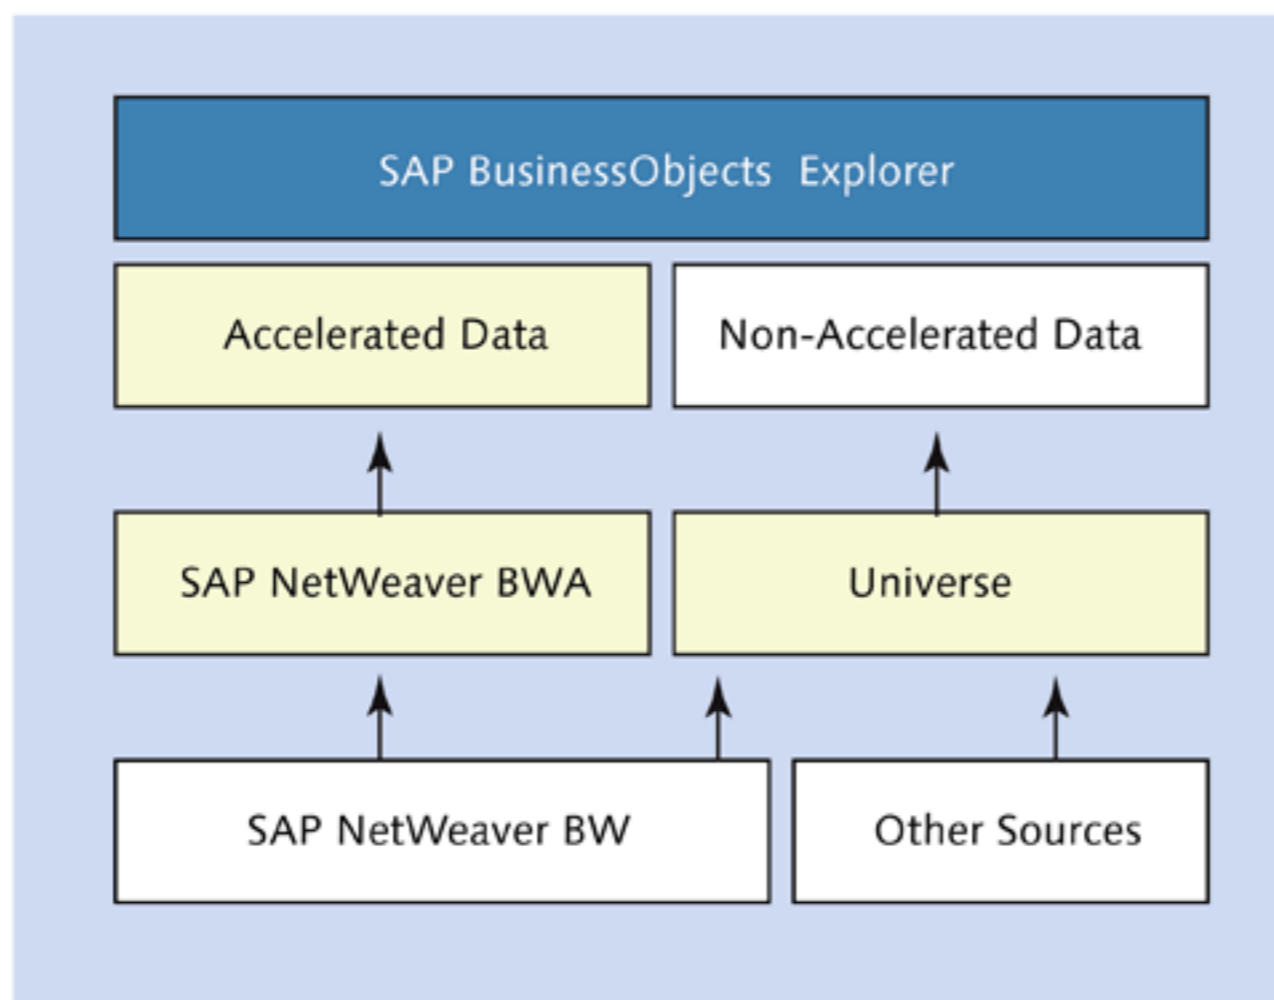 SAP BusinessObjects Explorer
Accelerated Data
Non-Accelerated Data
SAP NetWeaver BWA
Universe
SAP NetWeaver BW
Other Sources